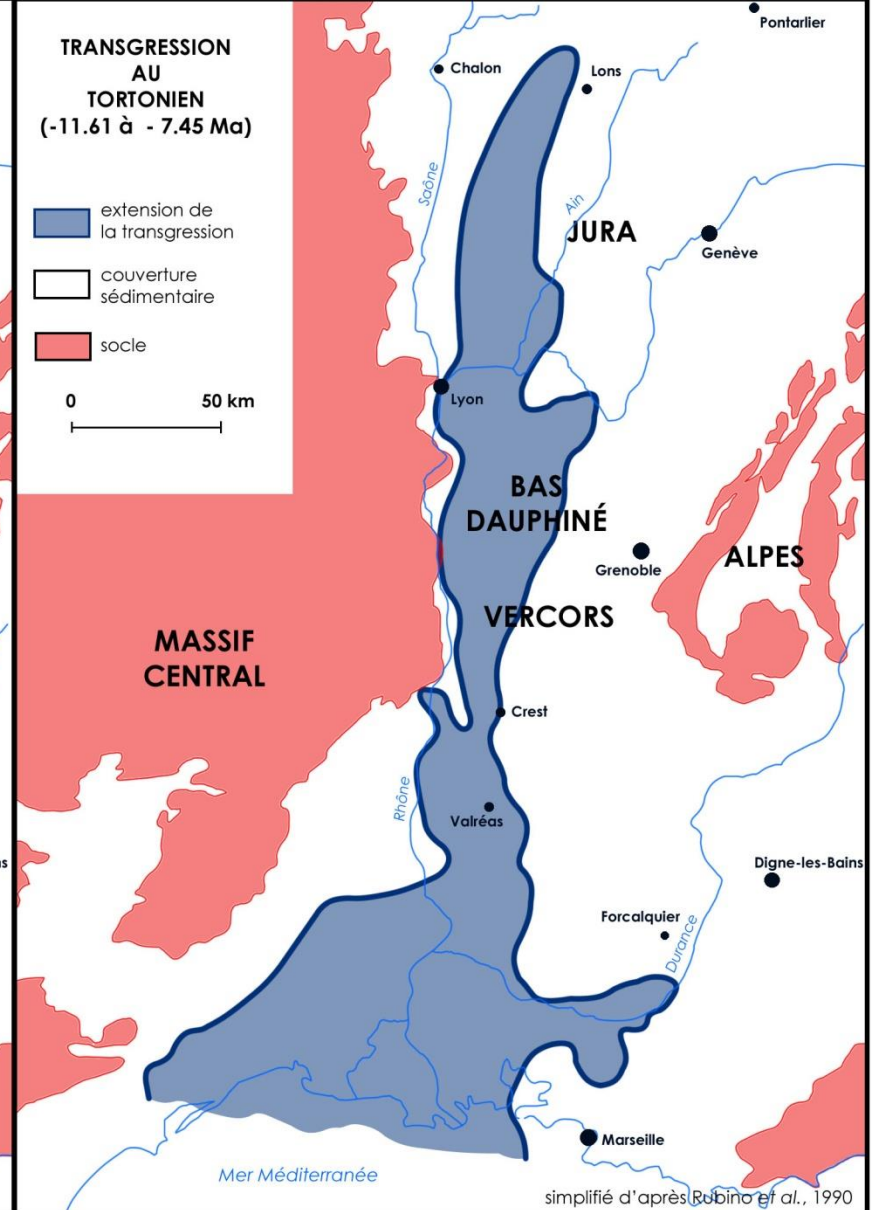 TRANSGRESSION
AU
TORTONIEN
(-11.61 à - 7.45 Ma)
extension de
la transgression
couverture
sédimentaire
socle
0 50 km
Pontarlier
Chalon
Lons
Saône
Ain
JURA
Genève
Lyon
BAS
DAUPHINÉ
Grenoble
ALPES
VERCORS
MASSIF
CENTRAL
Crest
Rhône
Valréas
Digne-les-Bains
Forcalquier
Durance
Marseille
Mer Méditerranée
simplifié d'après Rubino et al., 1990